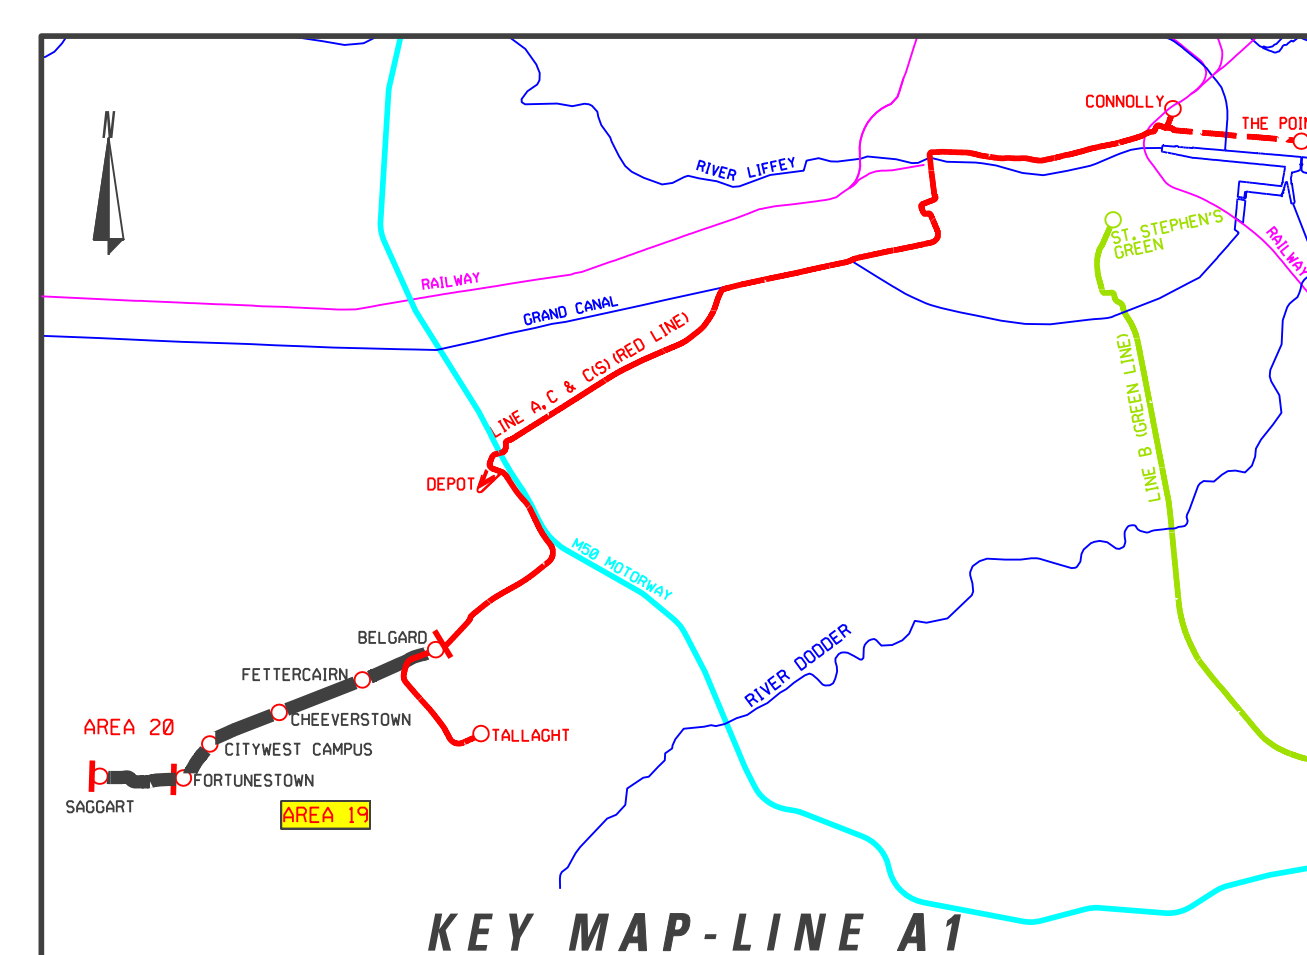 N
CONNOLLY
THE POIN
RIVER LIFFEY
ST. STEPHEN'S
GREEN
RAILWAY
RAILWAY
GRAND CANAL
LINE A,C & C(S)(RED LINE)
LINE B (GREEN LINE)
DEPOT
M50 MOTORWAY
BELGARD
RIVER DODDER
FETTERCAIRN
CHEEVERSTOWN
AREA 20
TALLAGHT
CITYWEST CAMPUS
FORTUNESTOWN
SAGGART
AREA 19
KEY MAP-LINE A1